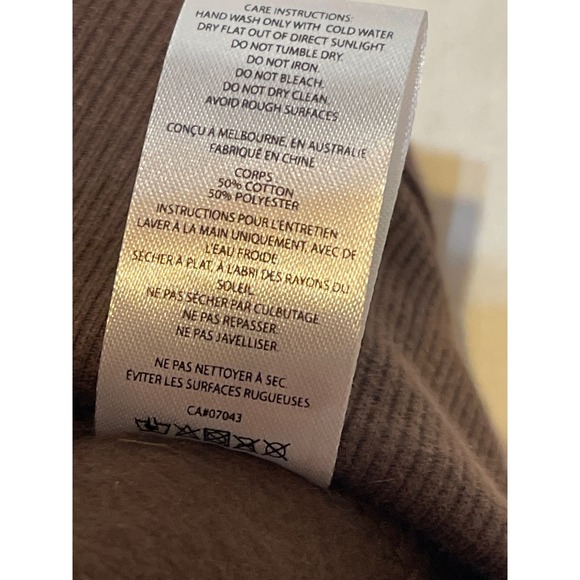 CARE INSTRUCTIONS:
HAND WASH ONLY WITH COLD WATER
DRY FLAT OUT OF DIRECT SUNLIGHT
DO NOT TUMBLE DRY.
DO NOT IRON.
DO NOT BLEACH.
DO NOT DRY CLEAN.
AVOID ROUGH SURFACES
CONÇU À MELBOURNE, EN AUSTRALIE
FABRIQUÉ EN CHINE
CORPS
50% COTTON
50% POLYESTER
INSTRUCTIONS POUR L'ENTRETIEN
LAVER À LA MAIN UNIQUEMENT, AVEC DE
L'EAU FROIDE.
SÉCHER À PLAT, À L'ABRI DES RAYONS DU
SOLEIL.
NE PAS SÉCHER PAR CULBUTAGE
NE PAS REPASSER.
NE PAS JAVELLISER.
NE PAS NETTOYER À SEC.
ÉVITER LES SURFACES RUGUEUSES
CA#07043